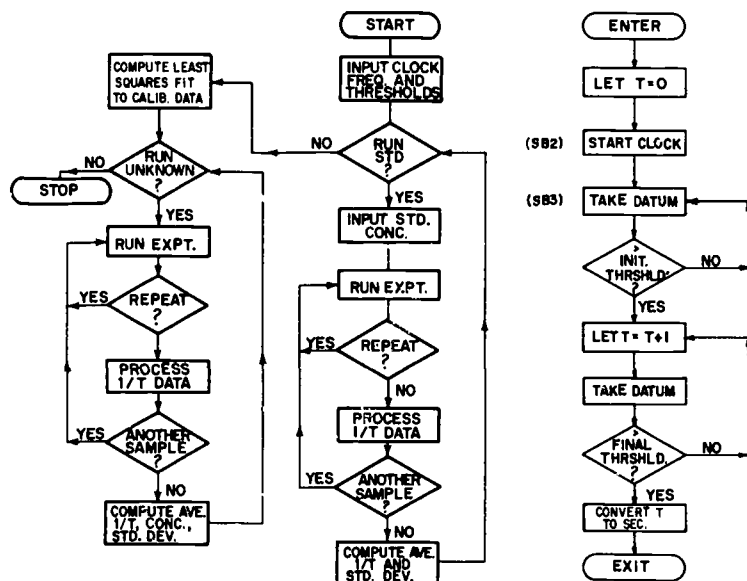 START
INPUT CLOCK
FREQ. AND
THRESHOLDS
RUN
STD
?
NO
YES
INPUT STD.
CONC.
RUN EXPT.
REPEAT
?
YES
NO
PROCESS
1/T DATA
ANOTHER
SAMPLE
?
YES
NO
COMPUTE AVE.
1/T AND
STD. DEV.
COMPUTE LEAST
SQUARES FIT
TO CALIB. DATA
RUN
UNKNOWN
?
NO
STOP
YES
RUN EXPT.
REPEAT
?
YES
PROCESS
1/T DATA
ANOTHER
SAMPLE
?
YES
NO
COMPUTE AVE.
1/T, CONC.,
STD. DEV.
ENTER
LET T=0
(SB2)
START CLOCK
(SB3)
TAKE DATUM
>
INIT.
THRSHLD.
?
NO
YES
LET T= T+1
TAKE DATUM
>
FINAL
THRSHLD.
?
NO
YES
CONVERT T
TO SEC.
EXIT